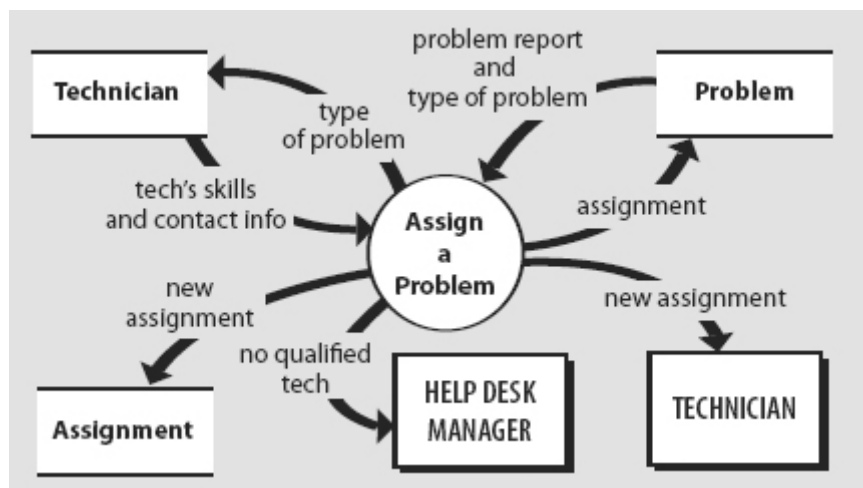 problem report
and
type of problem
Technician
Problem
type
of problem
tech's skills
and contact info
Assign
a
Problem
assignment
new
assignment
new assignment
no qualified
tech
HELP DESK
MANAGER
TECHNICIAN
Assignment